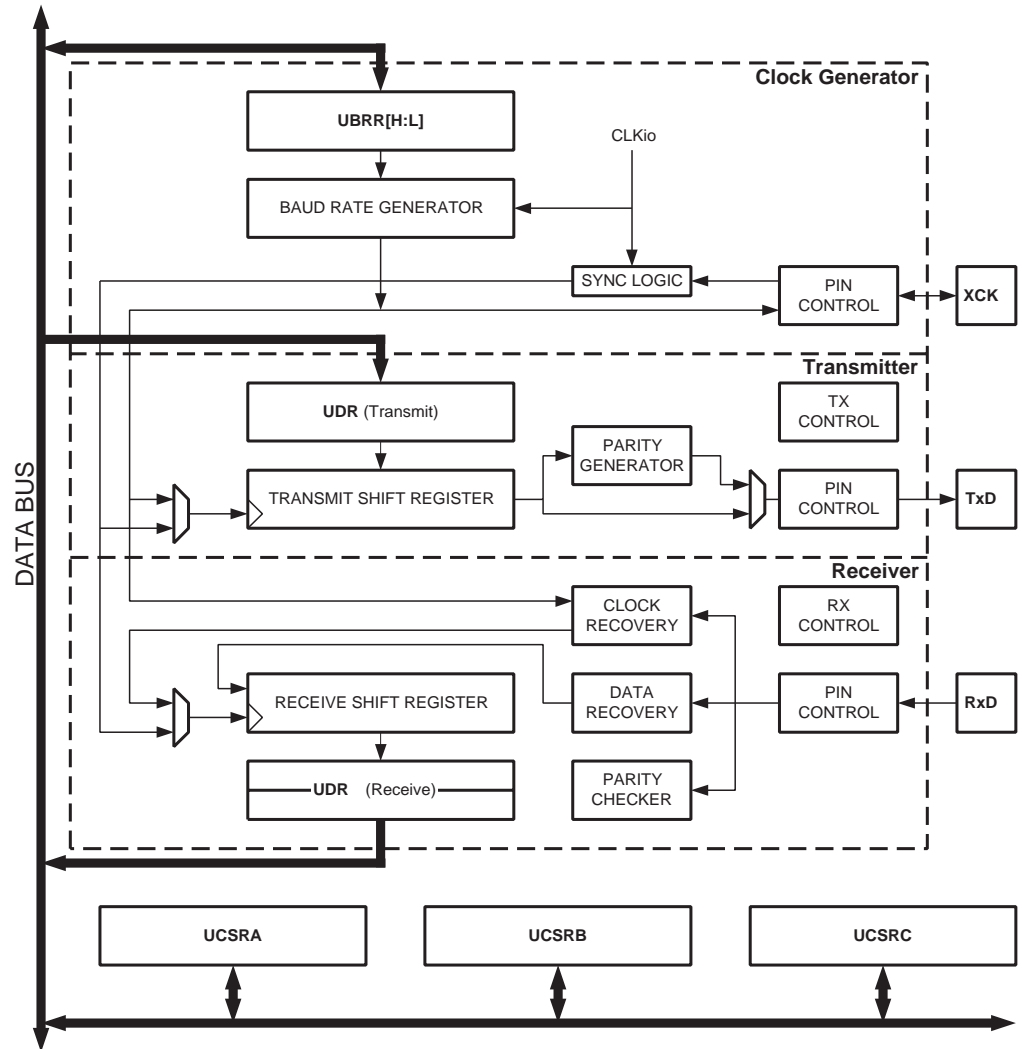 Clock Generator
UBRR[H:L]
CLKio
BAUD RATE GENERATOR
SYNC LOGIC
PIN
CONTROL
XCK
Transmitter
UDR (Transmit)
TX
CONTROL
PARITY
GENERATOR
TRANSMIT SHIFT REGISTER
PIN
CONTROL
TxD
DATA BUS
Receiver
CLOCK
RECOVERY
RX
CONTROL
RECEIVE SHIFT REGISTER
DATA
RECOVERY
PIN
CONTROL
RxD
UDR (Receive)
PARITY
CHECKER
UCSRA
UCSRB
UCSRC